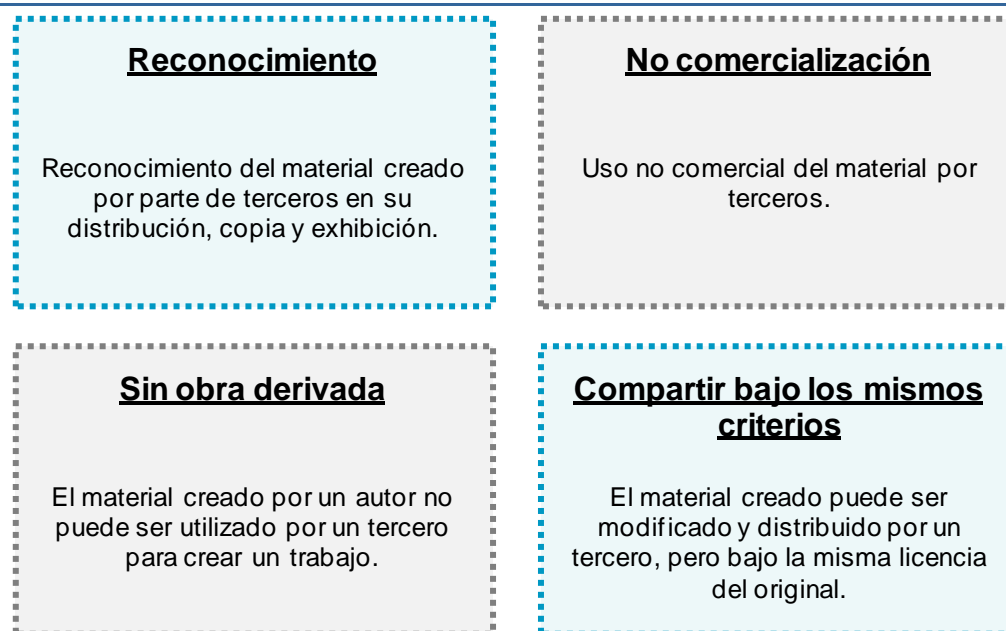 Reconocimiento
Reconocimiento del material creado
por parte de terceros en su
distribución, copia y exhibición.
No comercialización
Uso no comercial del material por
terceros.
Sin obra derivada
El material creado por un autor no
puede ser utilizado por un tercero
para crear un trabajo.
Compartir bajo los mismos
criterios
El material creado puede ser
modificado y distribuido por un
tercero, pero bajo la misma licencia
del original.